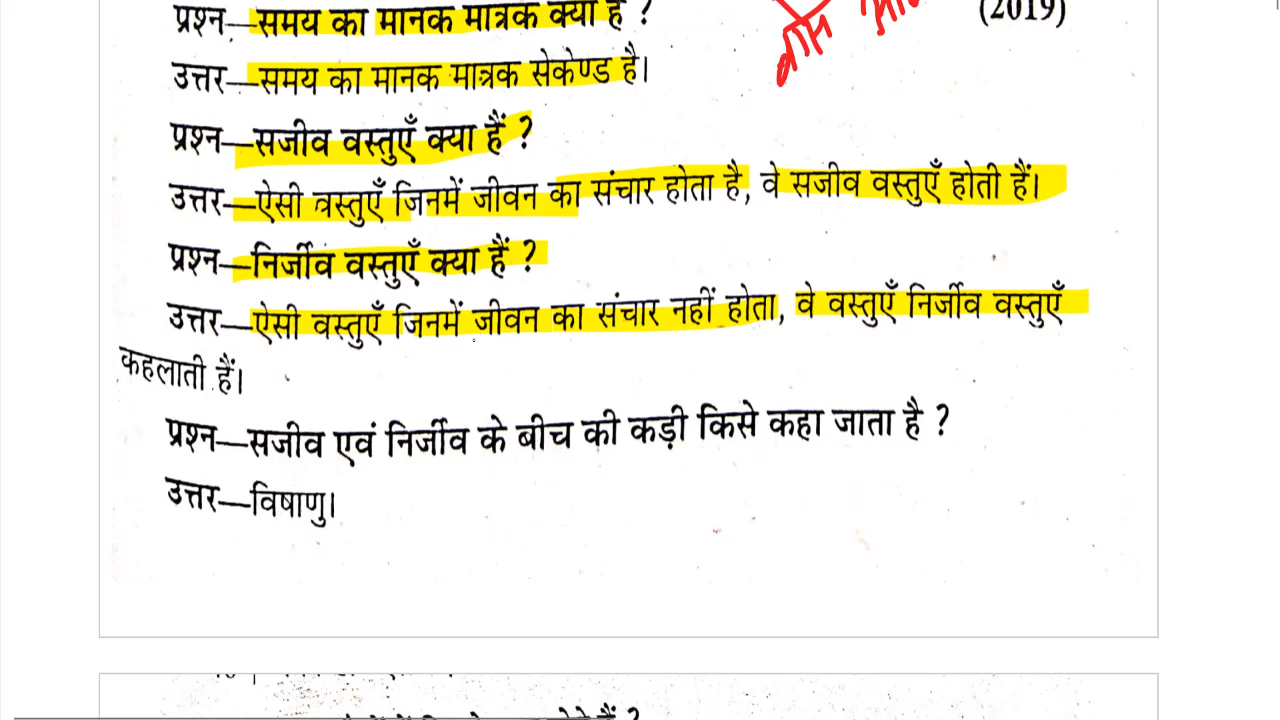 प्रश्न—समय का मानक मात्रक क्या है ? (2019)
उत्तर—समय का मानक मात्रक सेकेण्ड है।
प्रश्न—सजीव वस्तुएँ क्या हैं ?
उत्तर—ऐसी वस्तुएँ जिनमें जीवन का संचार होता है, वे सजीव वस्तुएँ होती हैं।
प्रश्न—निर्जीव वस्तुएँ क्या हैं ?
उत्तर—ऐसी वस्तुएँ जिनमें जीवन का संचार नहीं होता, वे वस्तुएँ निर्जीव वस्तुएँ
कहलाती हैं।
प्रश्न—सजीव एवं निर्जीव के बीच की कड़ी किसे कहा जाता है ?
उत्तर—विषाणु।